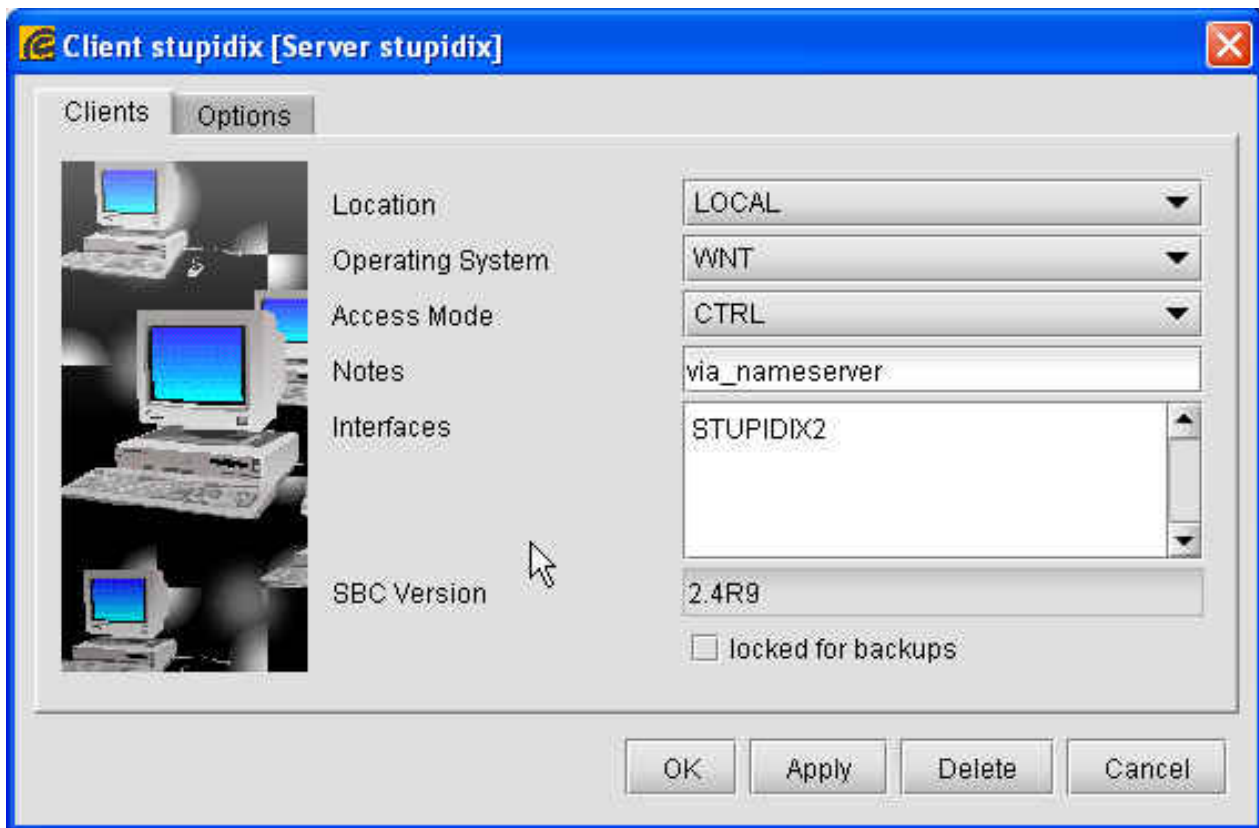 Client stupidix [Server stupidix]
Clients Options
Location LOCAL
Operating System WNT
Access Mode CTRL
Notes via_nameserver
Interfaces STUPIDIX2
SBC Version 2.4R9
locked for backups
OK Apply Delete Cancel